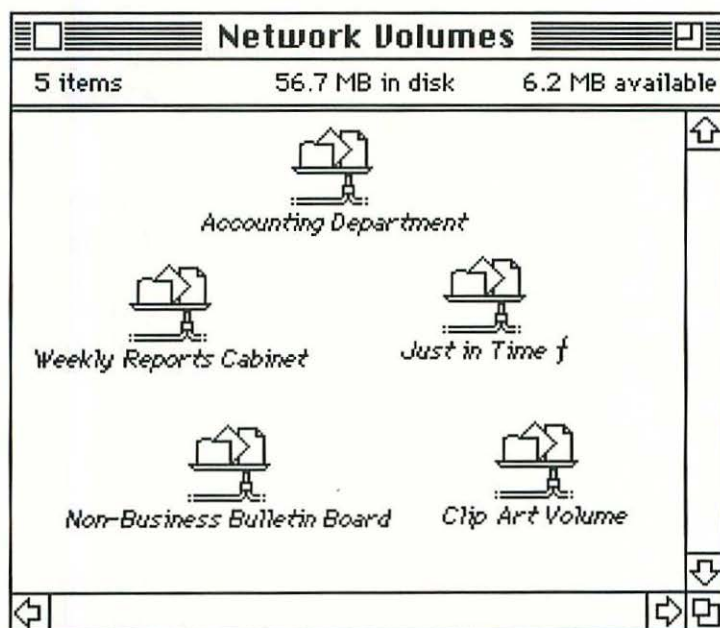 Network Volumes
5 items 56.7 MB in disk 6.2 MB available
Accounting Department
Weekly Reports Cabinet
Just in Time ƒ
Non-Business Bulletin Board
Clip Art Volume